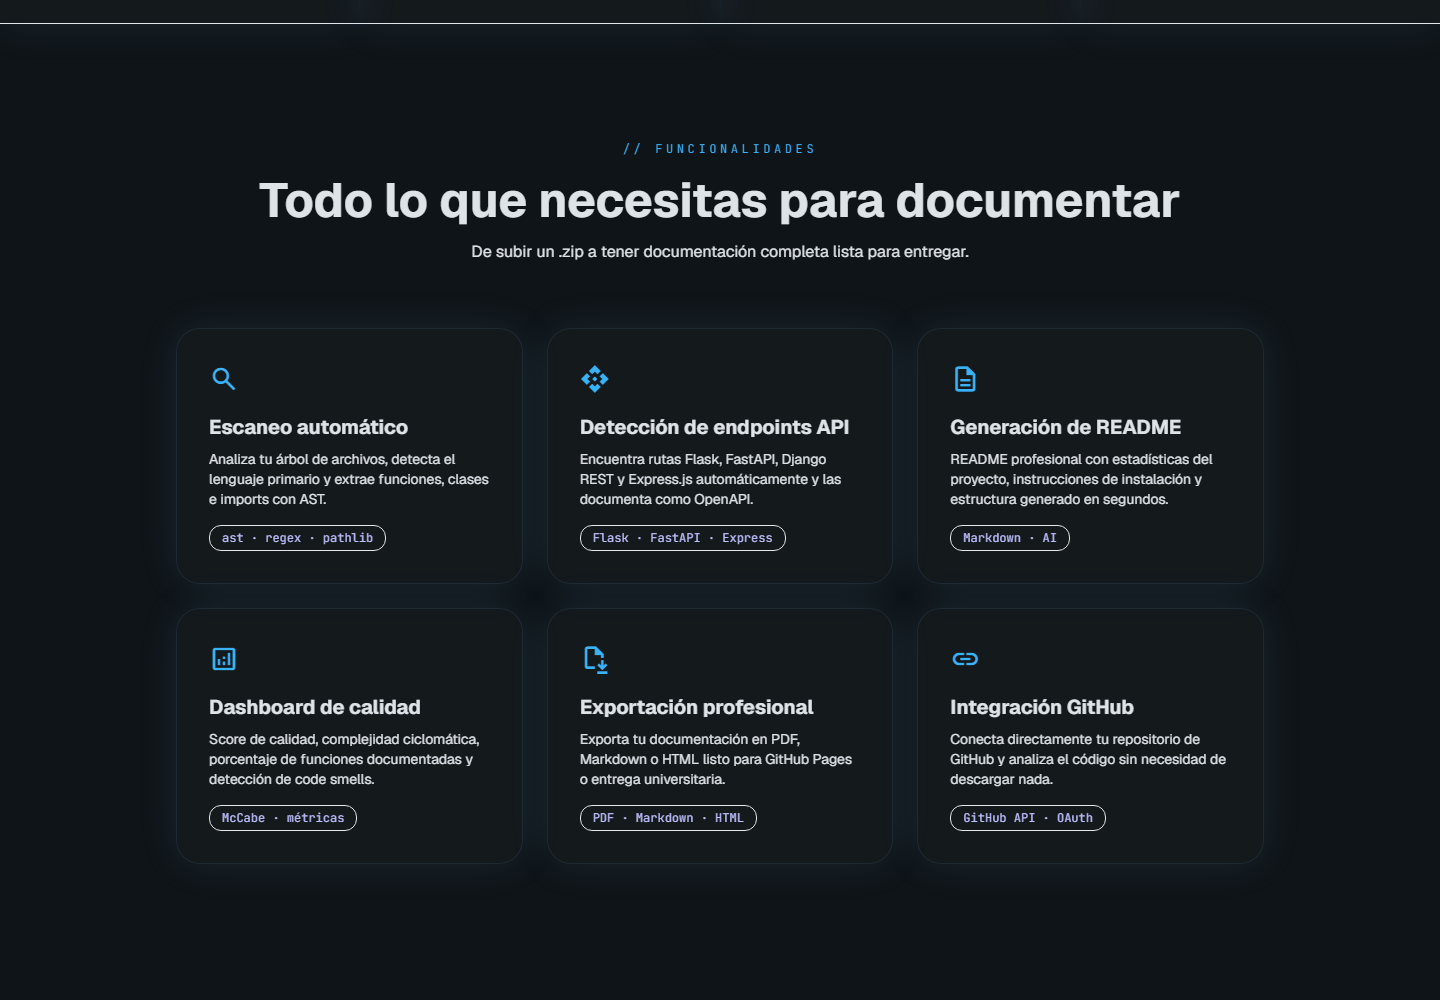 // FUNCIONALIDADES
Todo lo que necesitas para documentar
De subir un .zip a tener documentación completa lista para entregar.
Escaneo automático
Analiza tu árbol de archivos, detecta el
lenguaje primario y extrae funciones, clases
e imports con AST.
ast · regex · pathlib
Detección de endpoints API
Encuentra rutas Flask, FastAPI, Django
REST y Express.js automáticamente y las
documenta como OpenAPI.
Flask · FastAPI · Express
Generación de README
README profesional con estadísticas del
proyecto, instrucciones de instalación y
estructura generado en segundos.
Markdown · AI
Dashboard de calidad
Score de calidad, complejidad ciclomática,
porcentaje de funciones documentadas y
detección de code smells.
McCabe · métricas
Exportación profesional
Exporta tu documentación en PDF,
Markdown o HTML listo para GitHub Pages
o entrega universitaria.
PDF · Markdown · HTML
Integración GitHub
Conecta directamente tu repositorio de
GitHub y analiza el código sin necesidad de
descargar nada.
GitHub API · OAuth